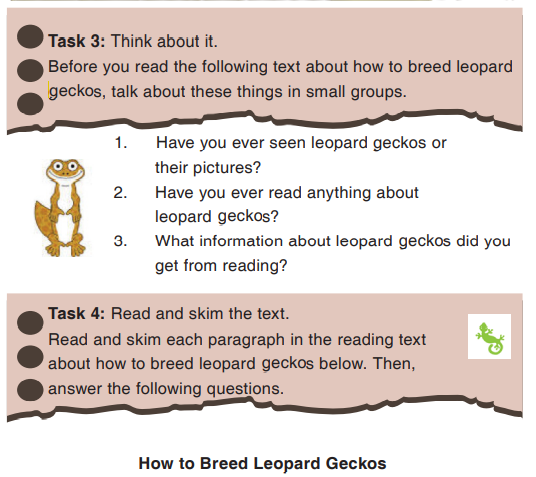 Task 3: Think about it.
Before you read the following text about how to breed leopard
geckos, talk about these things in small groups.
1. Have you ever seen leopard geckos or
their pictures?
2. Have you ever read anything about
leopard geckos?
3. What information about leopard geckos did you
get from reading?
Task 4: Read and skim the text.
Read and skim each paragraph in the reading text
about how to breed leopard geckos below. Then,
answer the following questions.
How to Breed Leopard Geckos